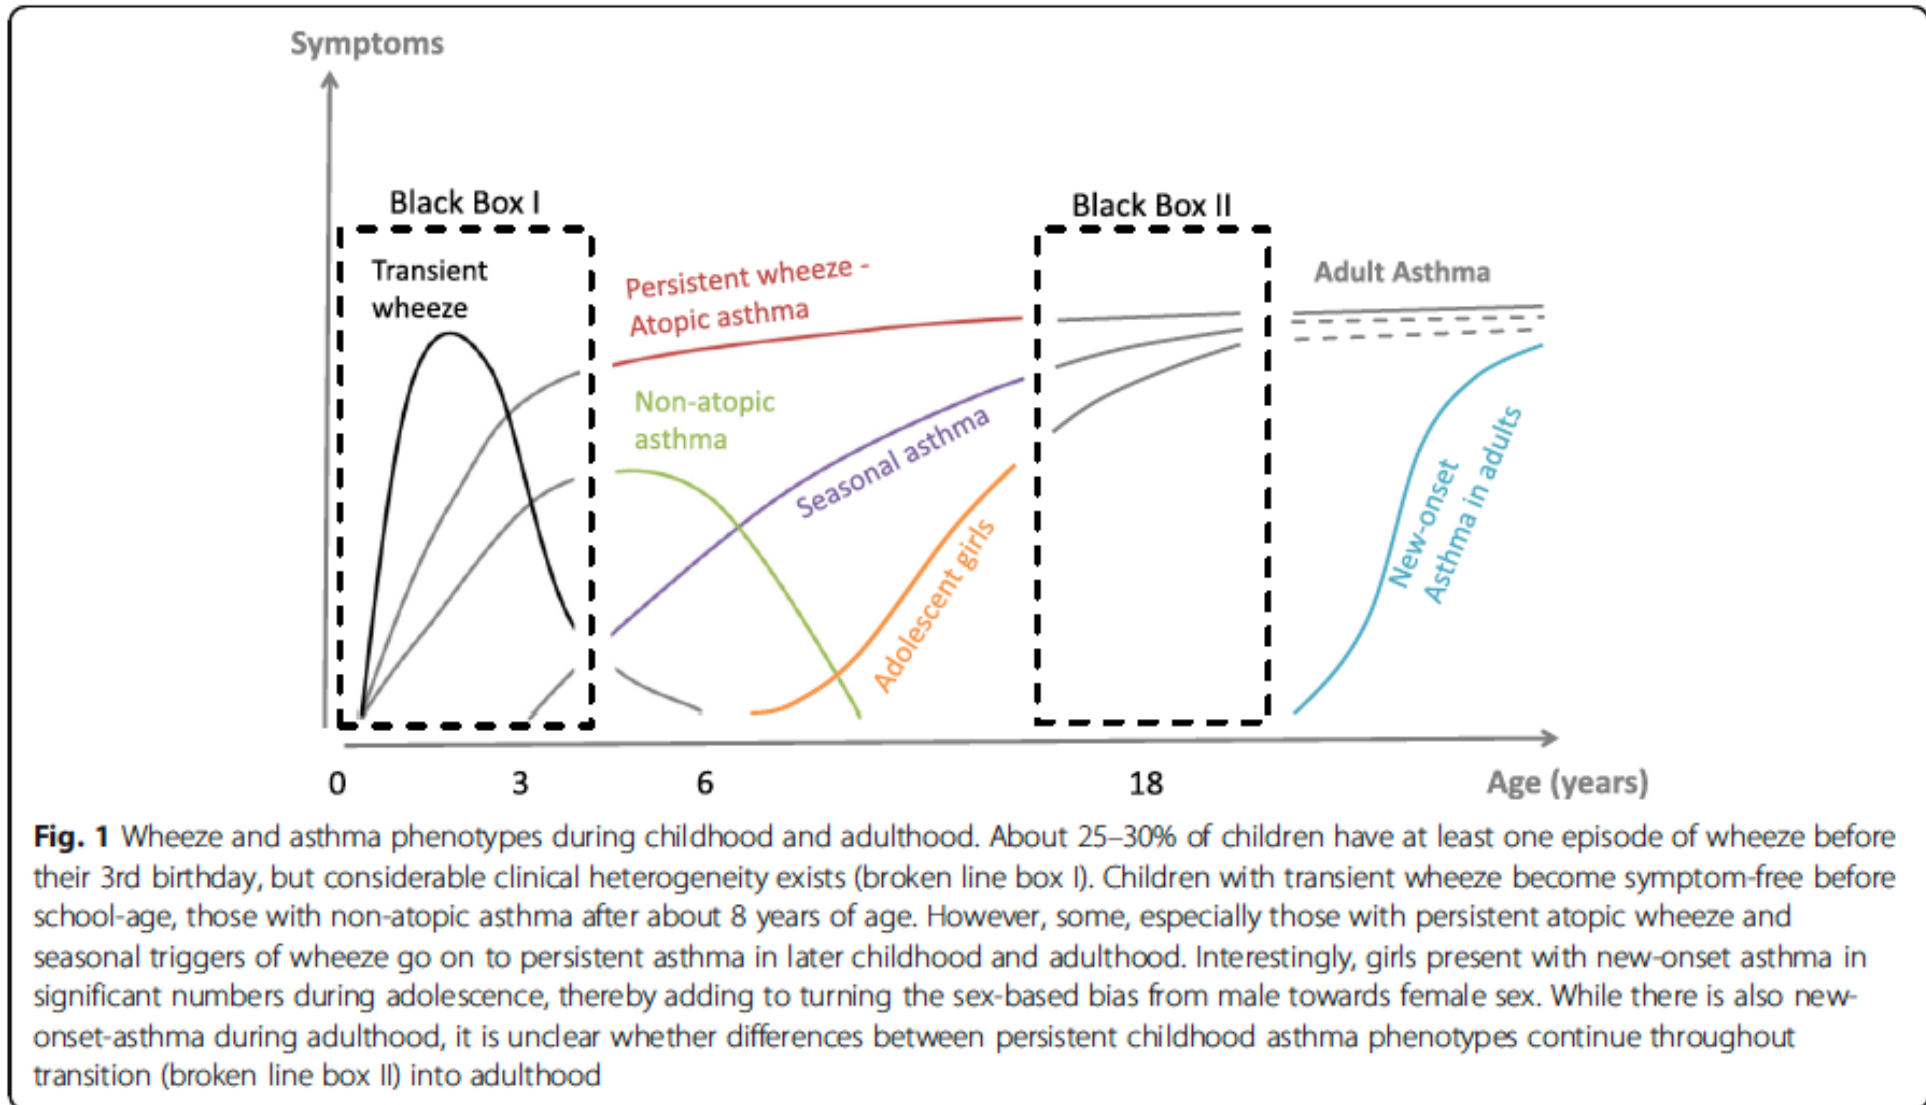 Symptoms
Black Box I
Black Box II
Transient
wheeze
Persistent wheeze -
Atopic asthma
Adult Asthma
Non-atopic
asthma
Seasonal asthma
Adolescent girls
New-onset
Asthma in adults
0
3
6
18
Age (years)
Fig. 1 Wheeze and asthma phenotypes during childhood and adulthood. About 25–30% of children have at least one episode of wheeze before
their 3rd birthday, but considerable clinical heterogeneity exists (broken line box I). Children with transient wheeze become symptom-free before
school-age, those with non-atopic asthma after about 8 years of age. However, some, especially those with persistent atopic wheeze and
seasonal triggers of wheeze go on to persistent asthma in later childhood and adulthood. Interestingly, girls present with new-onset asthma in
significant numbers during adolescence, thereby adding to turning the sex-based bias from male towards female sex. While there is also new-
onset-asthma during adulthood, it is unclear whether differences between persistent childhood asthma phenotypes continue throughout
transition (broken line box II) into adulthood